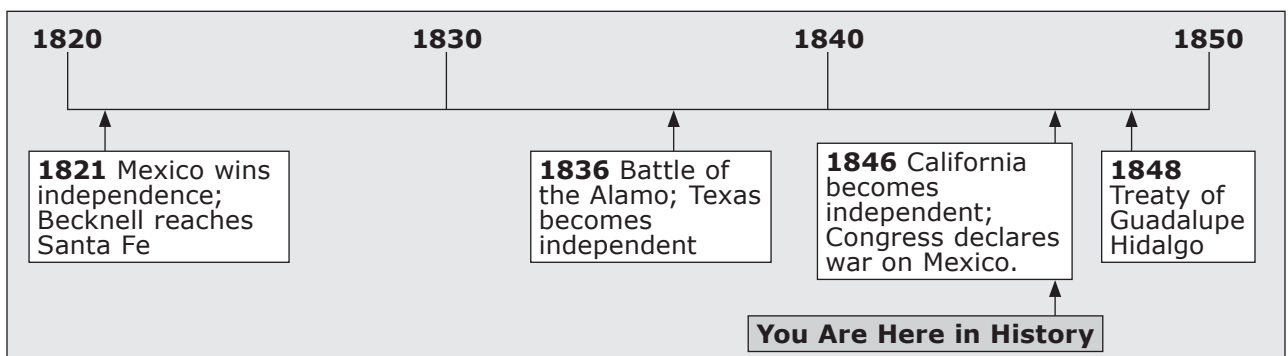 1820 1830 1840 1850
1821 Mexico wins
independence;
Becknell reaches
Santa Fe
1836 Battle of
the Alamo; Texas
becomes
independent
1846 California
becomes
independent;
Congress declares
war on Mexico.
1848
Treaty of
Guadalupe
Hidalgo
You Are Here in History